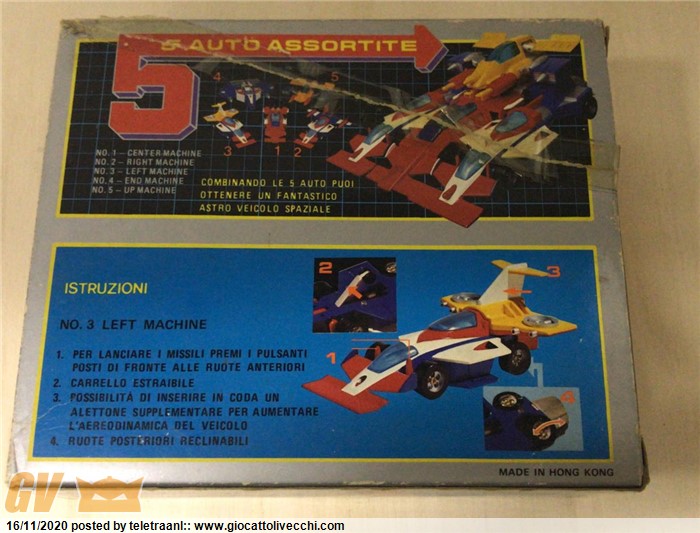 5 AUTO ASSORTITE
5
4
5
3
1
2
NO. 1 - CENTER MACHINE
NO. 2 - RIGHT MACHINE
NO. 3 - LEFT MACHINE
NO. 4 - END MACHINE
NO. 5 - UP MACHINE
COMBINANDO LE 5 AUTO PUOI
OTTENERE UN FANTASTICO
ASTRO VEICOLO SPAZIALE
ISTRUZIONI
NO. 3 LEFT MACHINE
1. PER LANCIARE I MISSILI PREMI I PULSANTI
POSTI DI FRONTE ALLE RUOTE ANTERIORI
2. CARRELLO ESTRAIBILE
3. POSSIBILITÀ DI INSERIRE IN CODA UN
ALETTONE SUPPLEMENTARE PER AUMENTARE
L'AEREODINAMICA DEL VEICOLO
4. RUOTE POSTERIORI RECLINABILI
2
3
1
4
MADE IN HONG KONG
GV
16/11/2020 posted by teletraanI:: www.giocattolivecchi.com